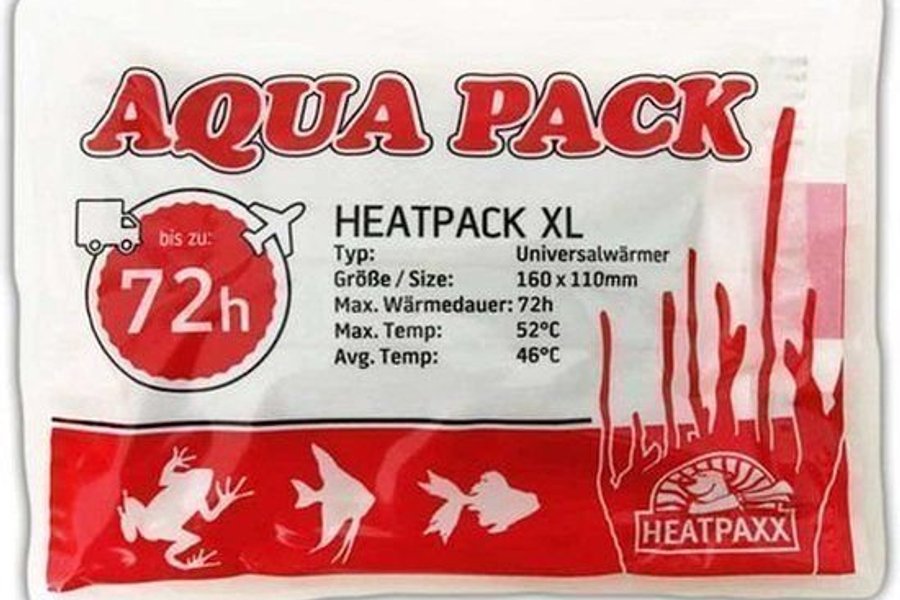 AQUA PACK
bis zu:
72h
HEATPACK XL
Typ: Universalwärmer
Größe / Size: 160 x 110mm
Max. Wärmedauer: 72h
Max. Temp: 52°C
Avg. Temp: 46°C
HEATPAXX